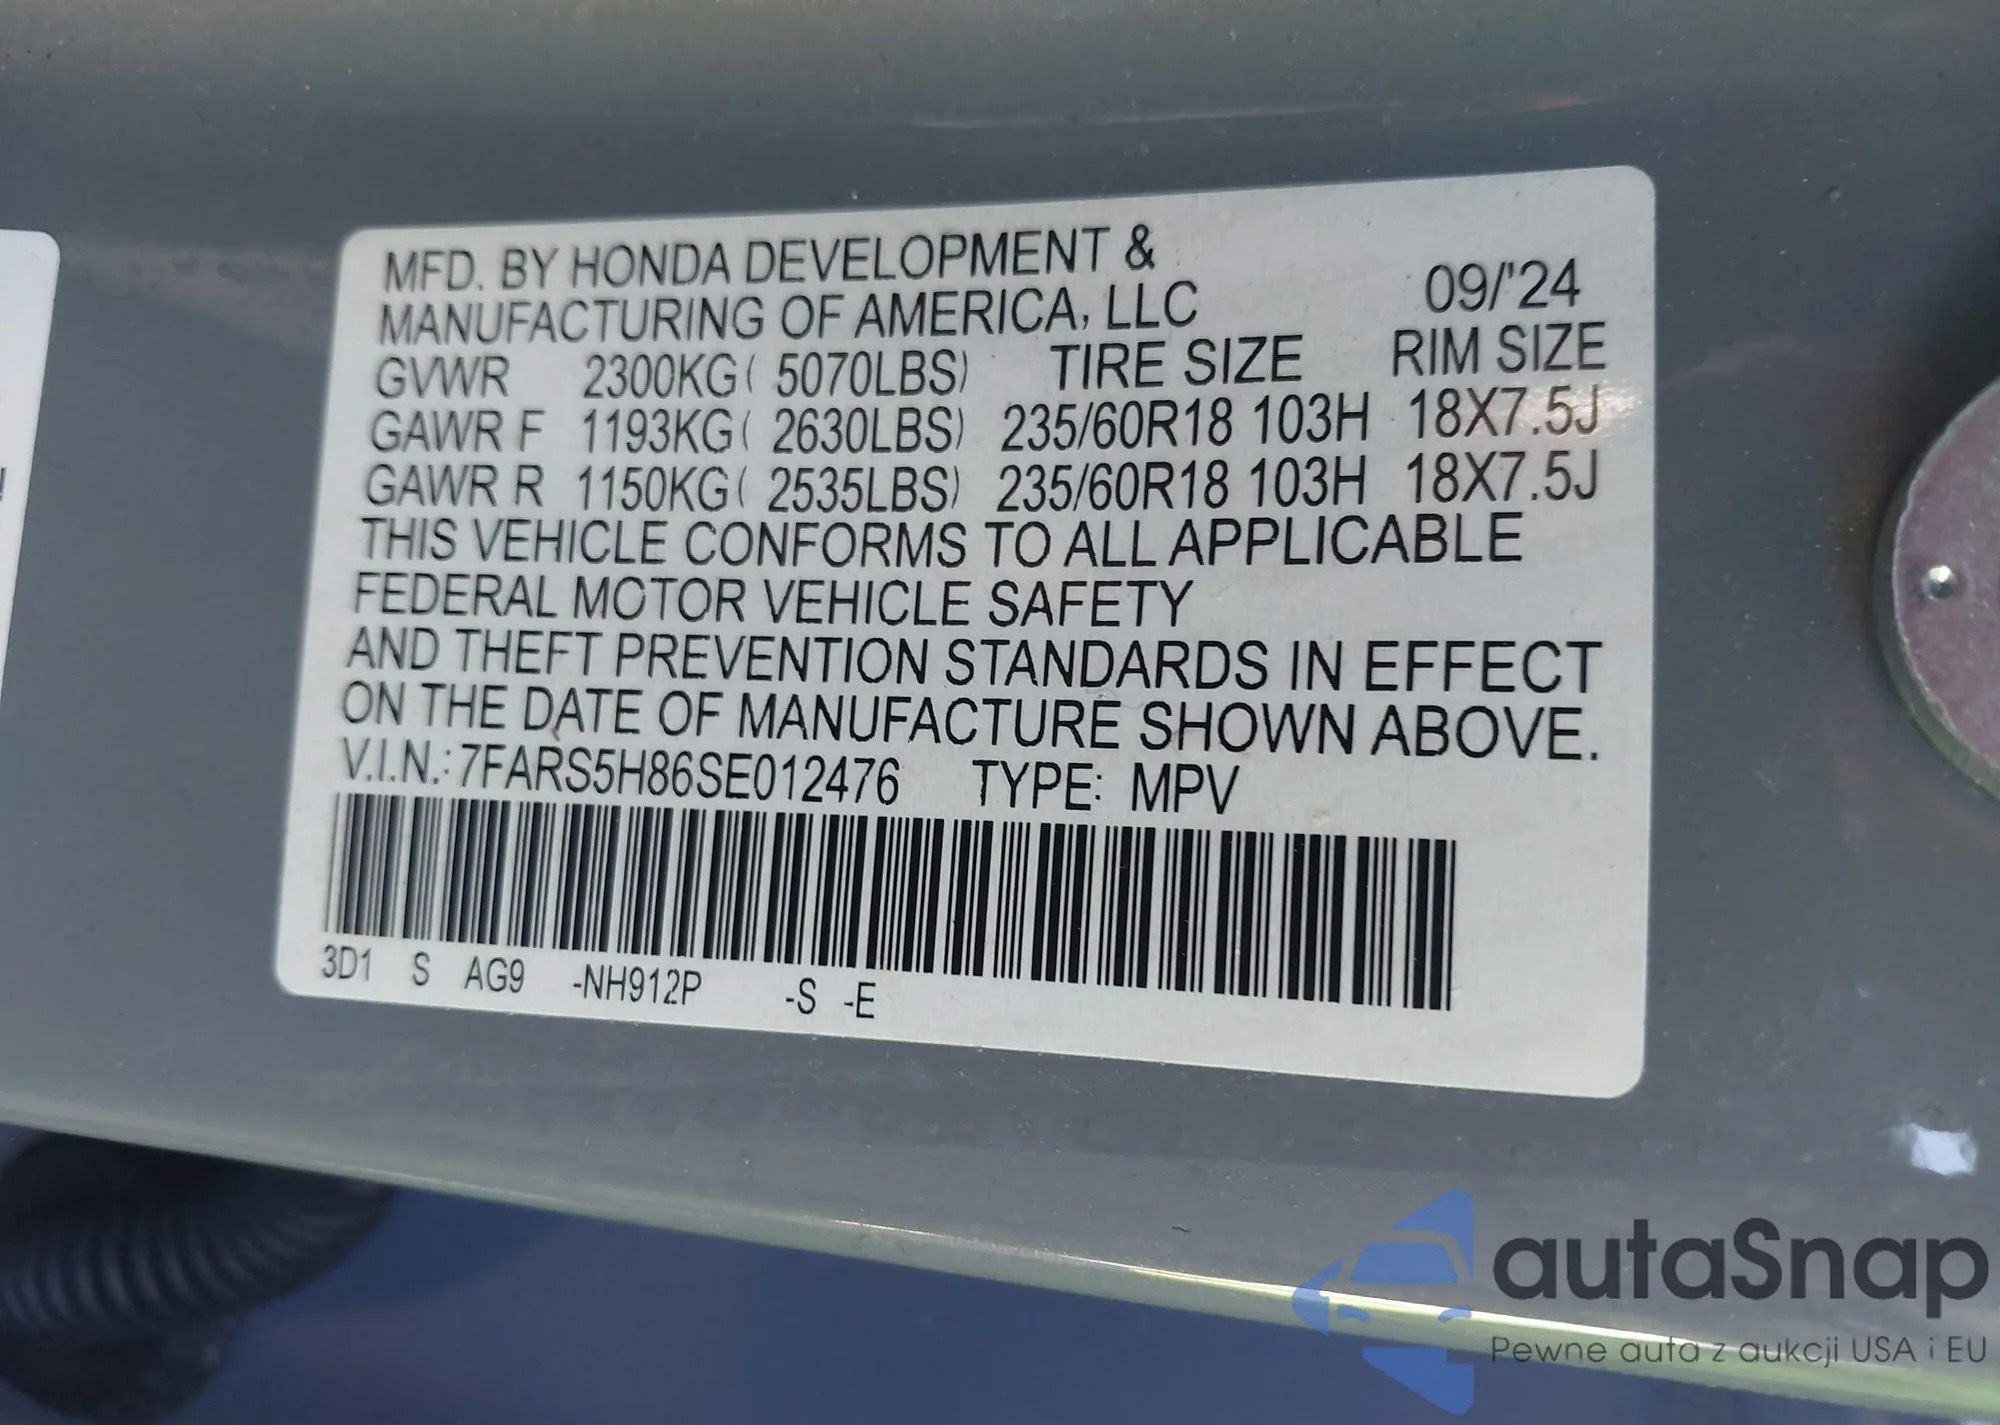 MFD. BY HONDA DEVELOPMENT &
MANUFACTURING OF AMERICA, LLC 09/'24
GVWR 2300KG( 5070LBS) TIRE SIZE RIM SIZE
GAWR F 1193KG( 2630LBS) 235/60R18 103H 18X7.5J
GAWR R 1150KG( 2535LBS) 235/60R18 103H 18X7.5J
THIS VEHICLE CONFORMS TO ALL APPLICABLE
FEDERAL MOTOR VEHICLE SAFETY
AND THEFT PREVENTION STANDARDS IN EFFECT
ON THE DATE OF MANUFACTURE SHOWN ABOVE.
V.I.N.: 7FARS5H86SE012476 TYPE: MPV
3D1 S AG9 -NH912P -S -E
autaSnap
Pewne auta z aukcji USA i EU